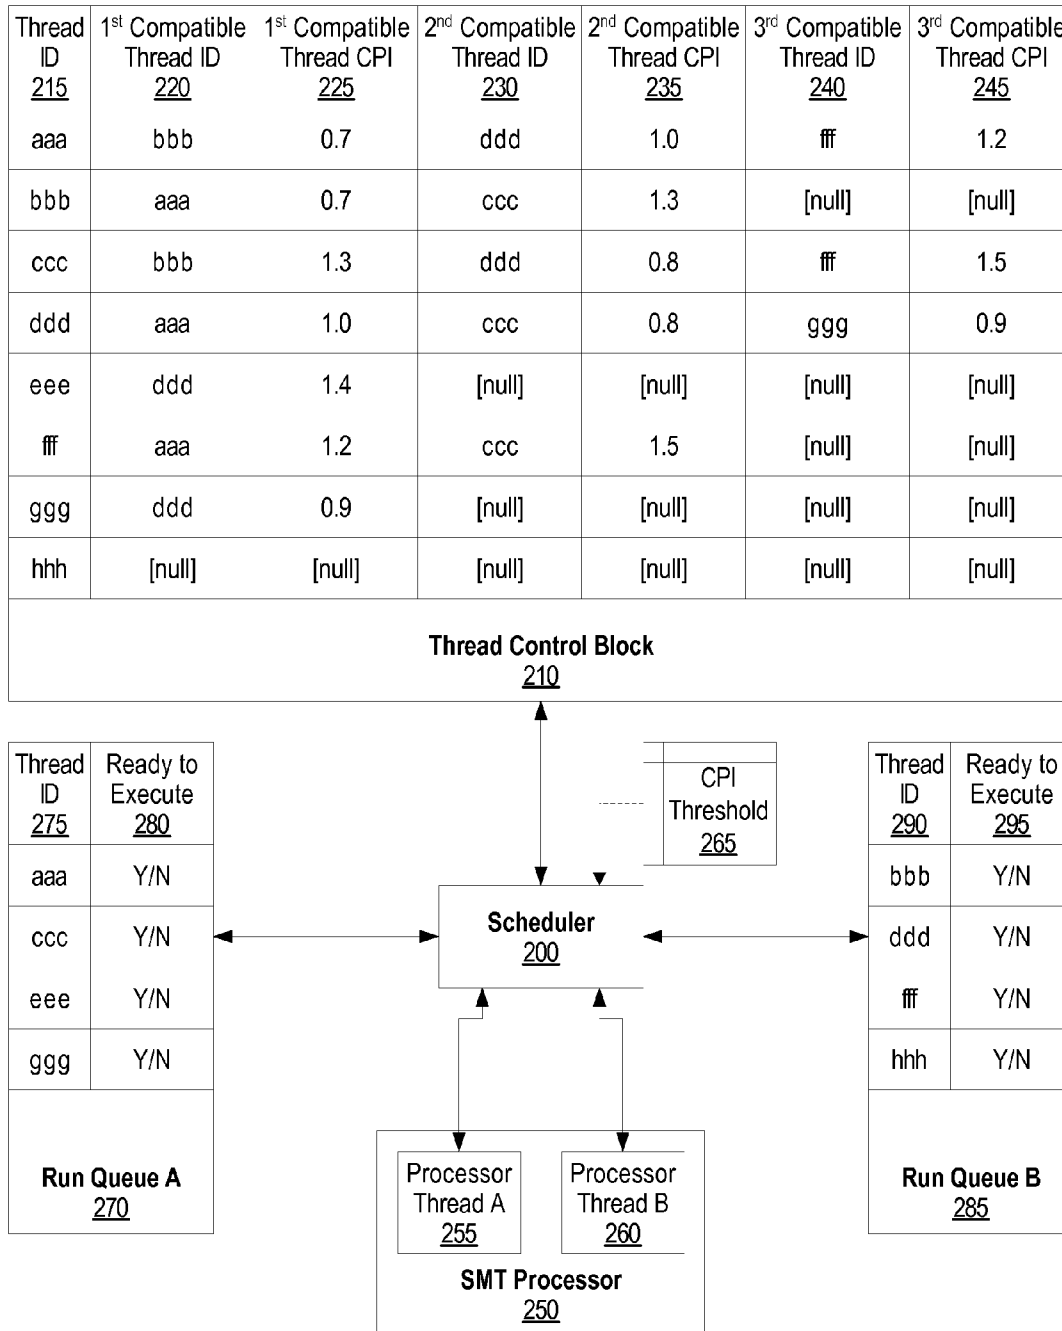 Thread ID 215 | 1st Compatible Thread ID 220 | 1st Compatible Thread CPI 225 | 2nd Compatible Thread ID 230 | 2nd Compatible Thread CPI 235 | 3rd Compatible Thread ID 240 | 3rd Compatible Thread CPI 245
aaa bbb 0.7 ddd 1.0 fff 1.2
bbb aaa 0.7 ccc 1.3 [null] [null]
ccc bbb 1.3 ddd 0.8 fff 1.5
ddd aaa 1.0 ccc 0.8 ggg 0.9
eee ddd 1.4 [null] [null] [null] [null]
fff aaa 1.2 ccc 1.5 [null] [null]
ggg ddd 0.9 [null] [null] [null] [null]
hhh [null] [null] [null] [null] [null] [null]
Thread Control Block
210
Thread ID 275 | Ready to Execute 280
aaa Y/N
ccc Y/N
eee Y/N
ggg Y/N
Run Queue A
270
CPI
Threshold
265
Scheduler
200
Thread ID 290 | Ready to Execute 295
bbb Y/N
ddd Y/N
fff Y/N
hhh Y/N
Run Queue B
285
Processor
Thread A
255
Processor
Thread B
260
SMT Processor
250